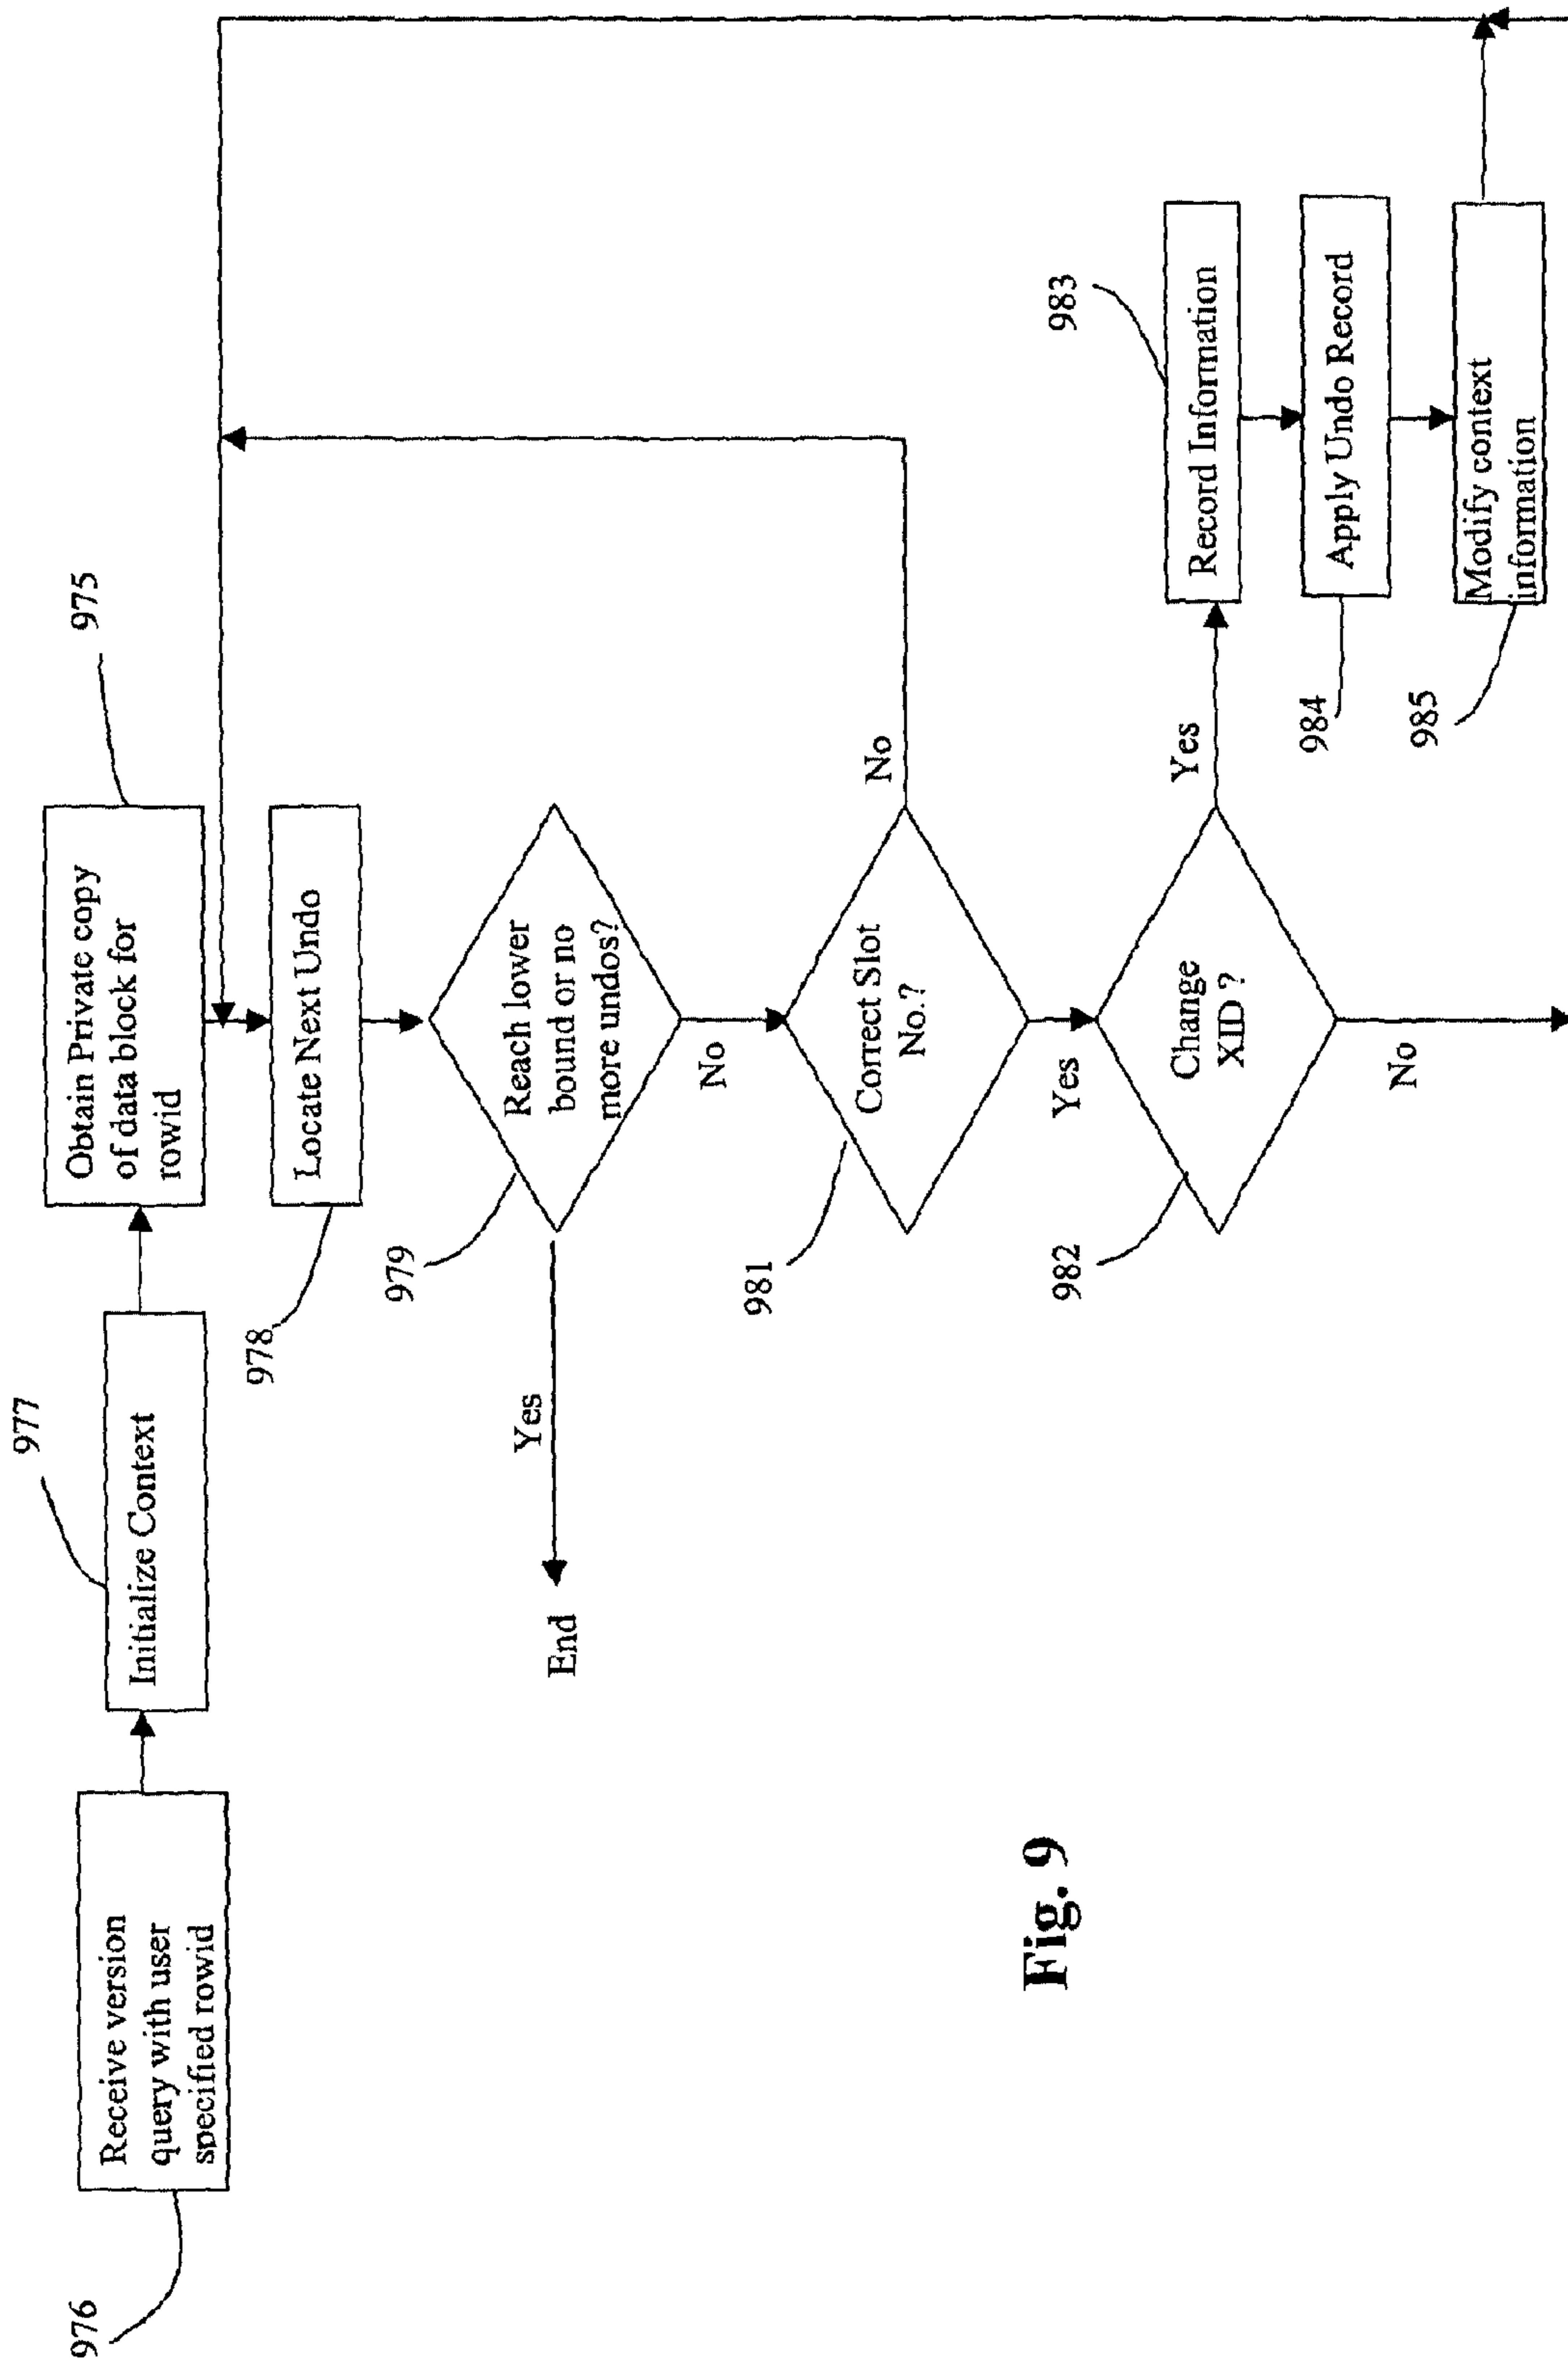 976
Receive version
query with user
specified rowid
977
Initialize Context
975
Obtain Private copy
of data block for
rowid
978
Locate Next Undo
979
Reach lower
bound or no
more undos?
Yes
End
No
981
Correct Slot
No.?
No
Yes
982
Change
XID ?
Yes
No
983
Record Information
984
Apply Undo Record
985
Modify context
information
Fig. 9